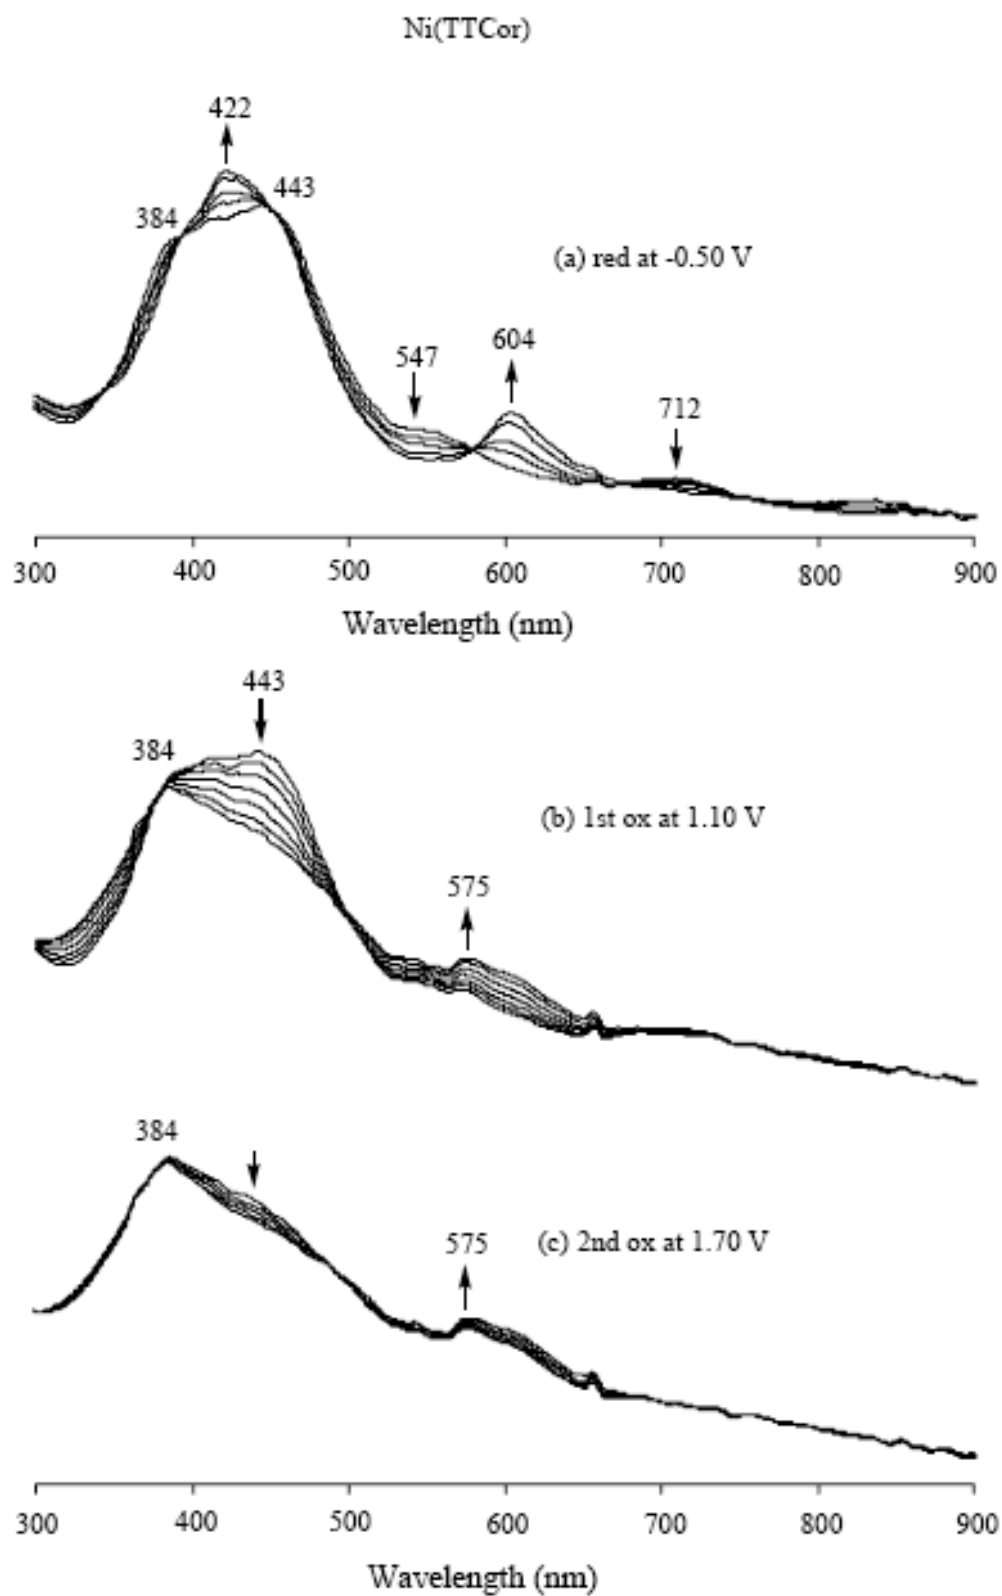 Ni(TTCor)
422
443
384
(a) red at -0.50 V
604
547
712
300 400 500 600 700 800 900
Wavelength (nm)
443
384
(b) 1st ox at 1.10 V
575
384
575
(c) 2nd ox at 1.70 V
300 400 500 600 700 800 900
Wavelength (nm)